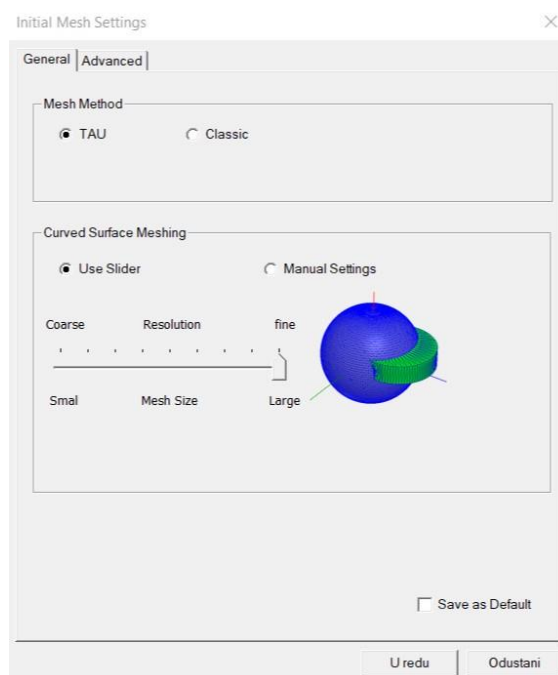 Initial Mesh Settings
General Advanced
Mesh Method
TAU Classic
Curved Surface Meshing
Use Slider Manual Settings
Coarse Resolution fine
Smal Mesh Size Large
Save as Default
U redu Odustani